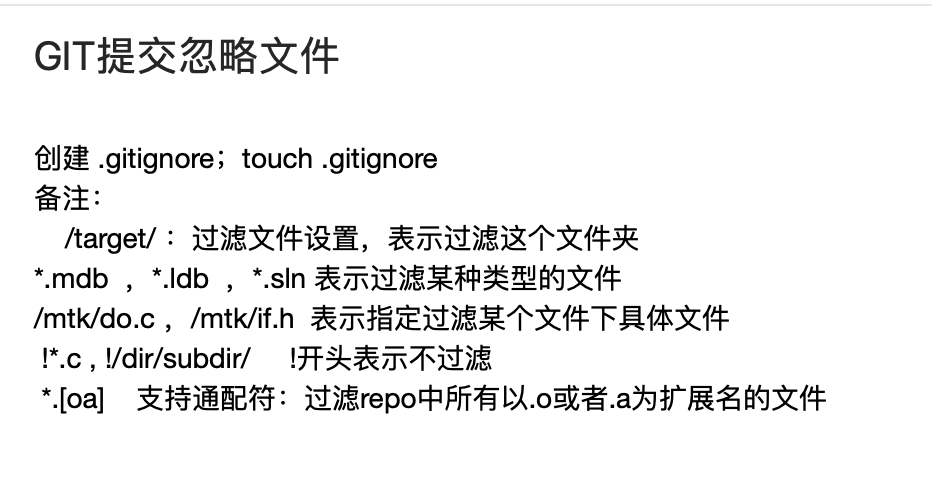 GIT提交忽略文件
创建 .gitignore；touch .gitignore
备注：
/target/ ：过滤文件设置，表示过滤这个文件夹
*.mdb ，*.ldb ，*.sln 表示过滤某种类型的文件
/mtk/do.c ，/mtk/if.h 表示指定过滤某个文件下具体文件
!*.c , !/dir/subdir/ !开头表示不过滤
*.[oa] 支持通配符：过滤repo中所有以.o或者.a为扩展名的文件